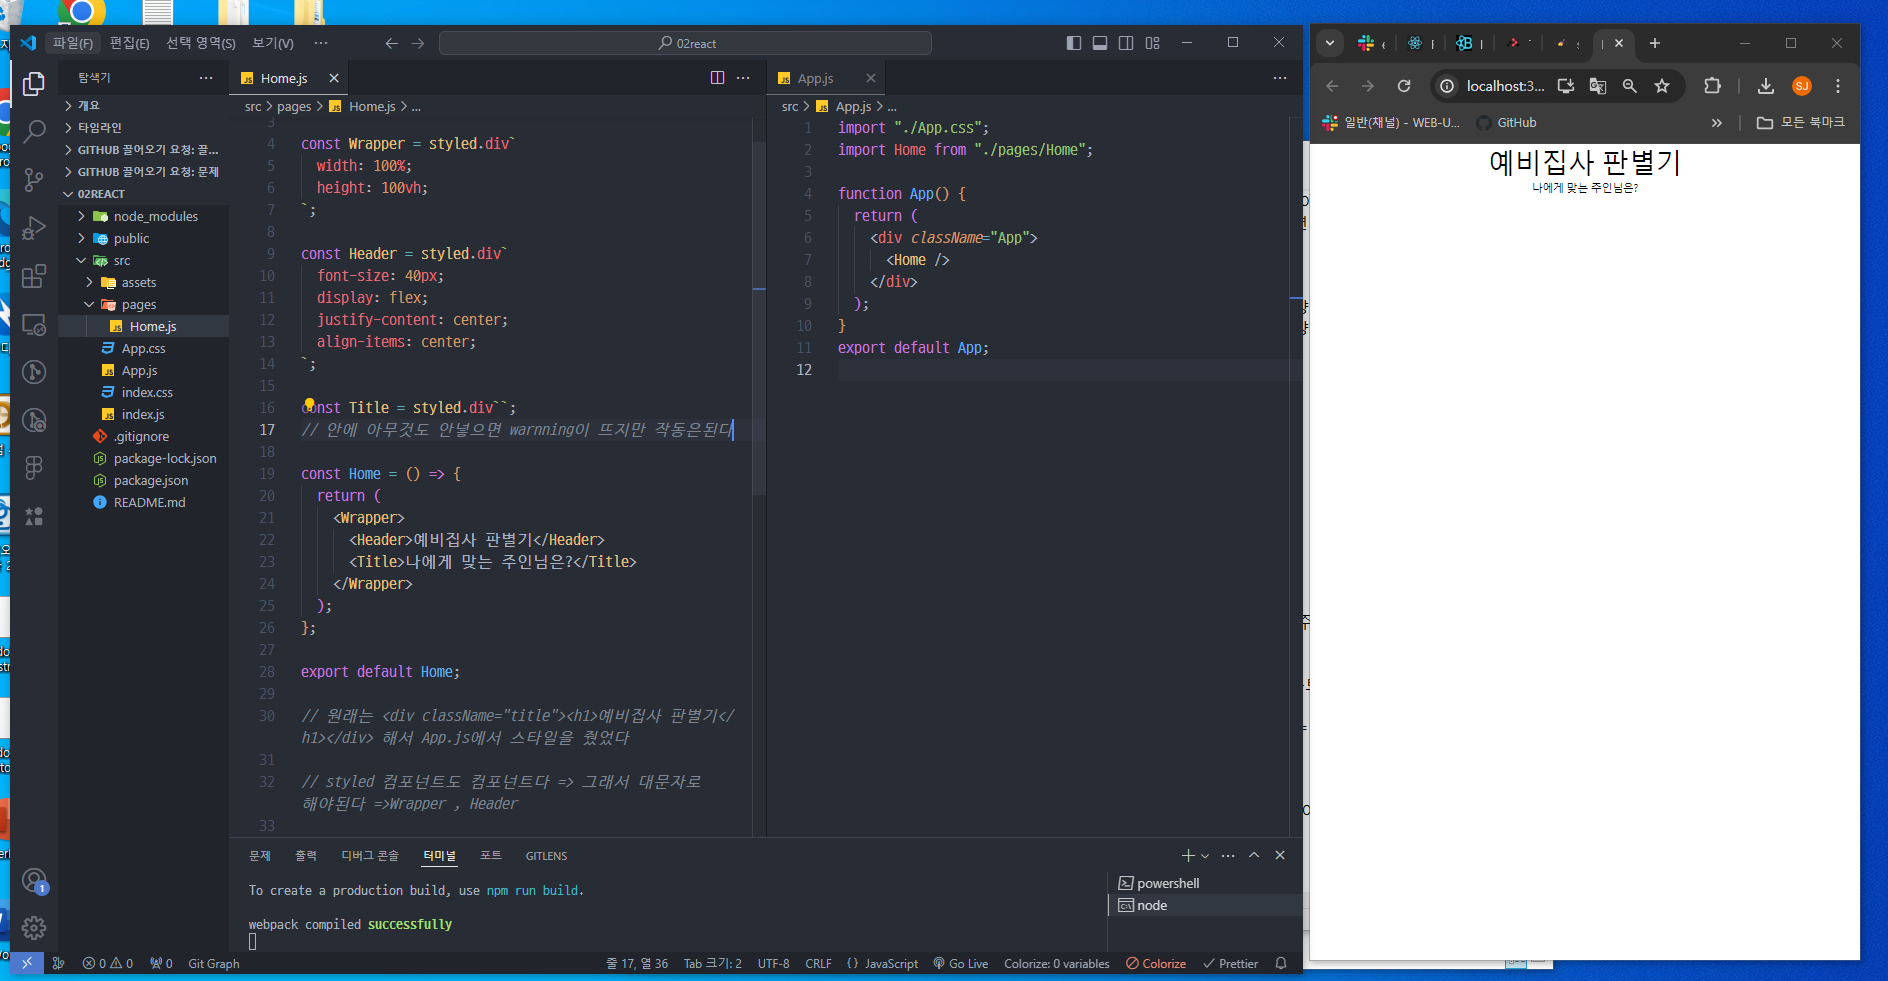 파일(F) 편집(E) 선택 영역(S) 보기(V) ··· 02react
탐색기
개요
타임라인
GITHUB 끌어오기 요청: 끌...
GITHUB 끌어오기 요청: 문제
02REACT
node_modules
public
src
assets
pages
Home.js
App.css
App.js
index.css
index.js
.gitignore
package-lock.json
package.json
README.md
Home.js
src > pages > Home.js > ...
3
4 const Wrapper = styled.div`
5 width: 100%;
6 height: 100vh;
7 `;
8
9 const Header = styled.div`
10 font-size: 40px;
11 display: flex;
12 justify-content: center;
13 align-items: center;
14 `;
15
16 const Title = styled.div``;
17 // 안에 아무것도 안넣으면 warnning이 뜨지만 작동은된다
18
19 const Home = () => {
20 return (
21 <Wrapper>
22 <Header>예비집사 판별기</Header>
23 <Title>나에게 맞는 주인님은?</Title>
24 </Wrapper>
25 );
26 };
27
28 export default Home;
29
30 // 원래는 <div className="title"><h1>예비집사 판별기</
h1></div> 해서 App.js에서 스타일을 줬었다
31
32 // styled 컴포넌트도 컴포넌트다 => 그래서 대문자로
해야된다 =>Wrapper , Header
33
App.js
src > App.js > ...
1 import "./App.css";
2 import Home from "./pages/Home";
3
4 function App() {
5 return (
6 <div className="App">
7 <Home />
8 </div>
9 );
10 }
11 export default App;
12
문제 출력 디버그 콘솔 터미널 포트 GITLENS
To create a production build, use npm run build.
webpack compiled successfully
powershell
node
1
0 0 0 Git Graph 줄 17, 열 36 Tab 크기: 2 UTF-8 CRLF {} JavaScript Go Live Colorize: 0 variables Colorize Prettier
localhost:3...
SJ
일반(채널) - WEB-U... GitHub 모든 북마크
예비집사 판별기
나에게 맞는 주인님은?